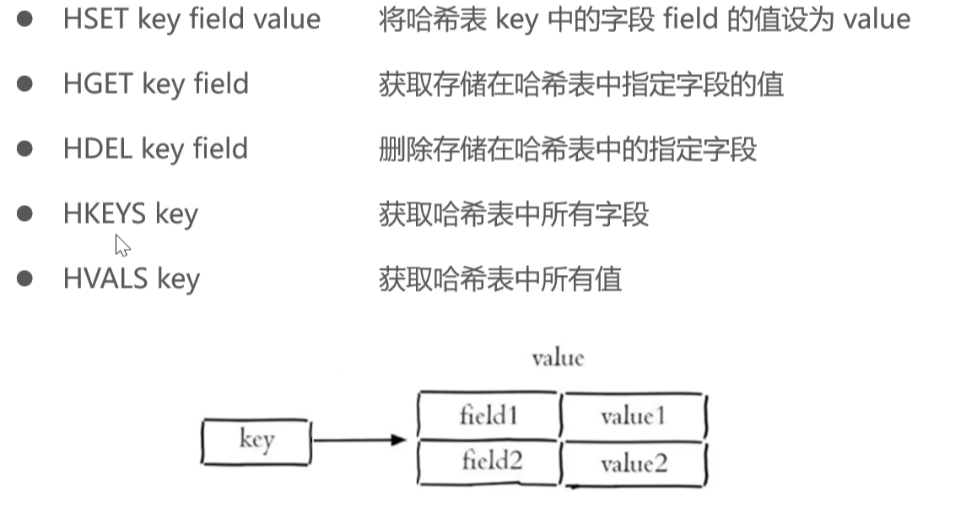 ● HSET key field value 将哈希表 key 中的字段 field 的值设为 value
● HGET key field 获取存储在哈希表中指定字段的值
● HDEL key field 删除存储在哈希表中的指定字段
● HKEYS key 获取哈希表中所有字段
● HVALS key 获取哈希表中所有值
value
field1 value1
key
field2 value2